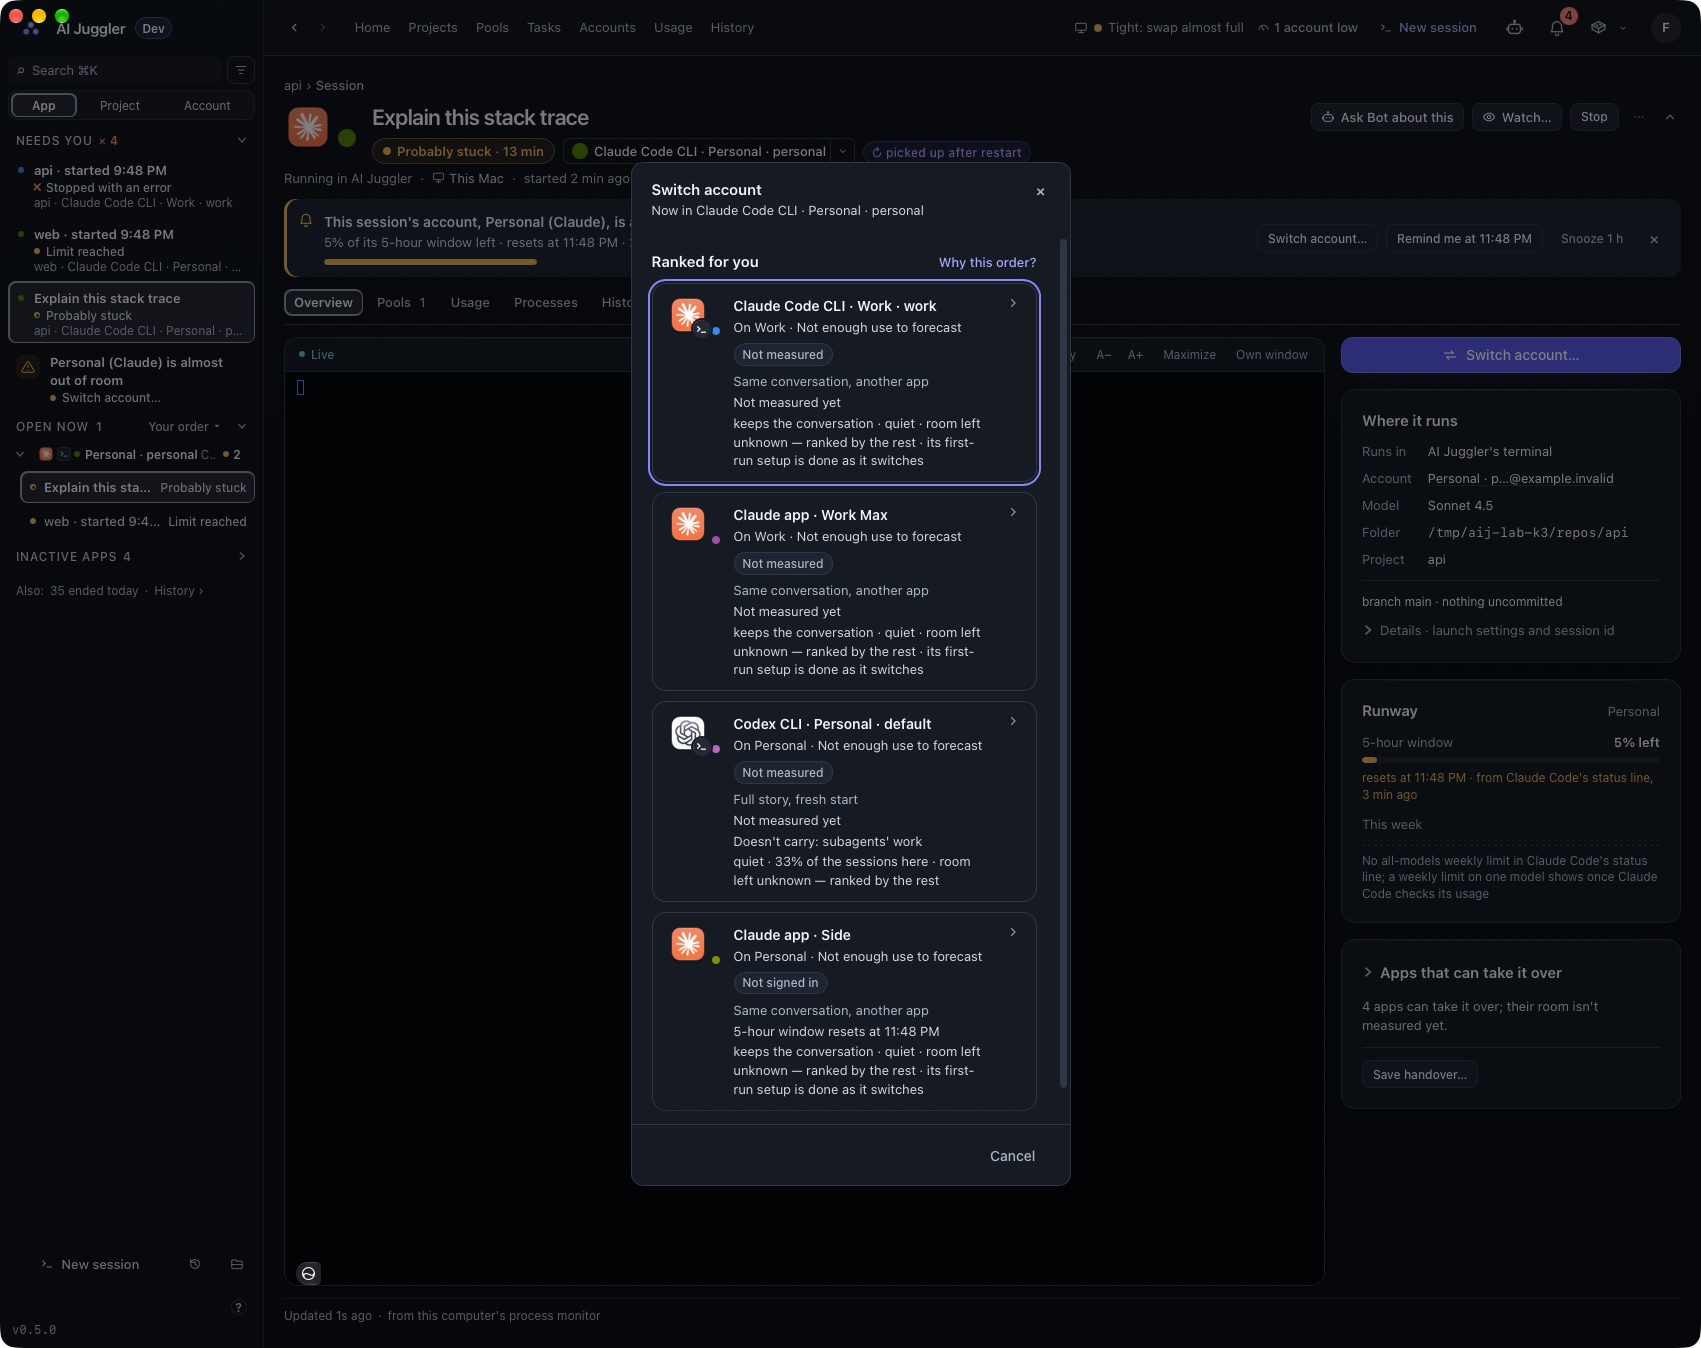 AI Juggler Dev
Search ⌘K
App Project Account
NEEDS YOU × 4
api · started 9:48 PM
× Stopped with an error
api · Claude Code CLI · Work · work
web · started 9:48 PM
Limit reached
web · Claude Code CLI · Personal · ...
Explain this stack trace
Probably stuck
api · Claude Code CLI · Personal · p...
Personal (Claude) is almost
out of room
Switch account...
OPEN NOW 1 Your order
Personal · personal C.. 2
Explain this sta... Probably stuck
web · started 9:4... Limit reached
INACTIVE APPS 4
Also: 35 ended today · History ›
New session
?
v0.5.0
Home Projects Pools Tasks Accounts Usage History
Tight: swap almost full 1 account low New session 4 F
api › Session
Explain this stack trace
Ask Bot about this Watch... Stop ...
Probably stuck · 13 min Claude Code CLI · Personal · personal picked up after restart
Running in AI Juggler · This Mac · started 2 min ago
This session's account, Personal (Claude), is
5% of its 5-hour window left · resets at 11:48 PM ·
Switch account... Remind me at 11:48 PM Snooze 1 h ×
Overview Pools 1 Usage Processes Histo
Live
A− A+ Maximize Own window
Switch account
Now in Claude Code CLI · Personal · personal
×
Ranked for you Why this order?
Claude Code CLI · Work · work
On Work · Not enough use to forecast
Not measured
Same conversation, another app
Not measured yet
keeps the conversation · quiet · room left
unknown — ranked by the rest · its first-
run setup is done as it switches
Claude app · Work Max
On Work · Not enough use to forecast
Not measured
Same conversation, another app
Not measured yet
keeps the conversation · quiet · room left
unknown — ranked by the rest · its first-
run setup is done as it switches
Codex CLI · Personal · default
On Personal · Not enough use to forecast
Not measured
Full story, fresh start
Not measured yet
Doesn't carry: subagents' work
quiet · 33% of the sessions here · room
left unknown — ranked by the rest
Claude app · Side
On Personal · Not enough use to forecast
Not signed in
Same conversation, another app
5-hour window resets at 11:48 PM
keeps the conversation · quiet · room left
unknown — ranked by the rest · its first-
run setup is done as it switches
Cancel
Switch account...
Where it runs
Runs in AI Juggler's terminal
Account Personal · p...@example.invalid
Model Sonnet 4.5
Folder /tmp/aij-lab-k3/repos/api
Project api
branch main · nothing uncommitted
Details · launch settings and session id
Runway Personal
5-hour window 5% left
resets at 11:48 PM · from Claude Code's status line,
3 min ago
This week
No all-models weekly limit in Claude Code's status
line; a weekly limit on one model shows once Claude
Code checks its usage
Apps that can take it over
4 apps can take it over; their room isn't
measured yet.
Save handover...
Updated 1s ago · from this computer's process monitor